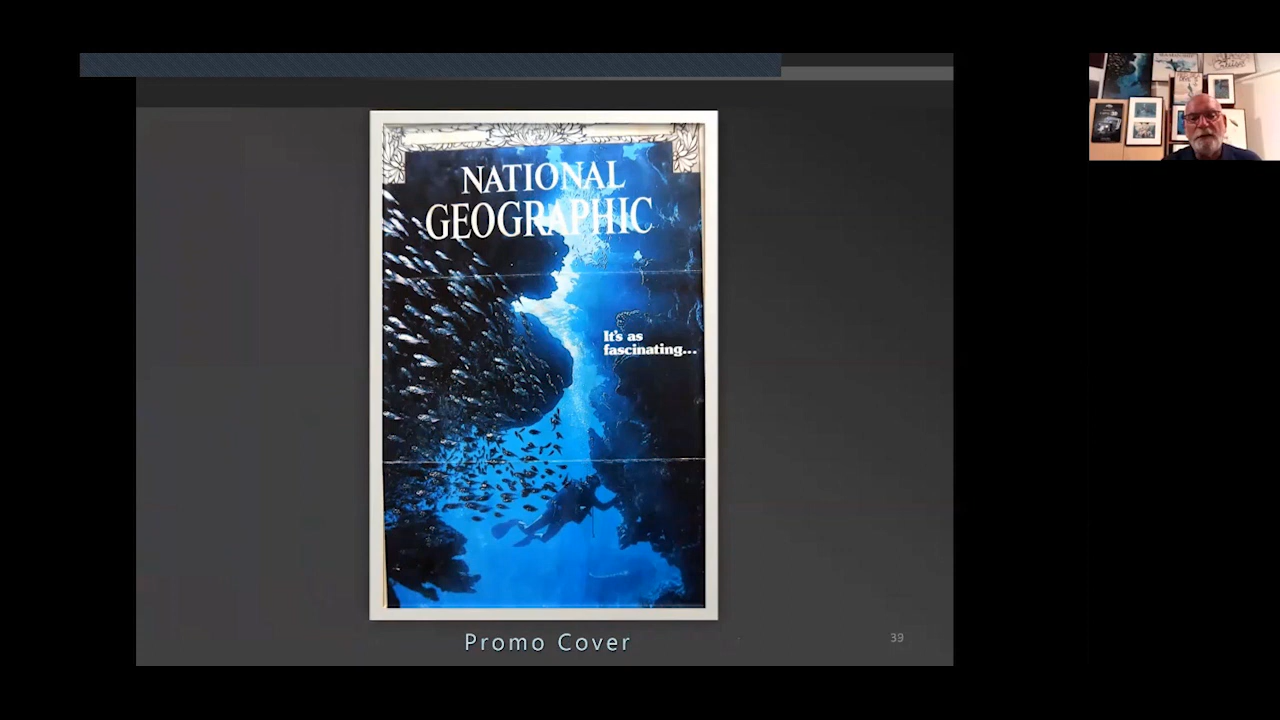 NATIONAL
GEOGRAPHIC
It's as
fascinating...
Promo Cover
39